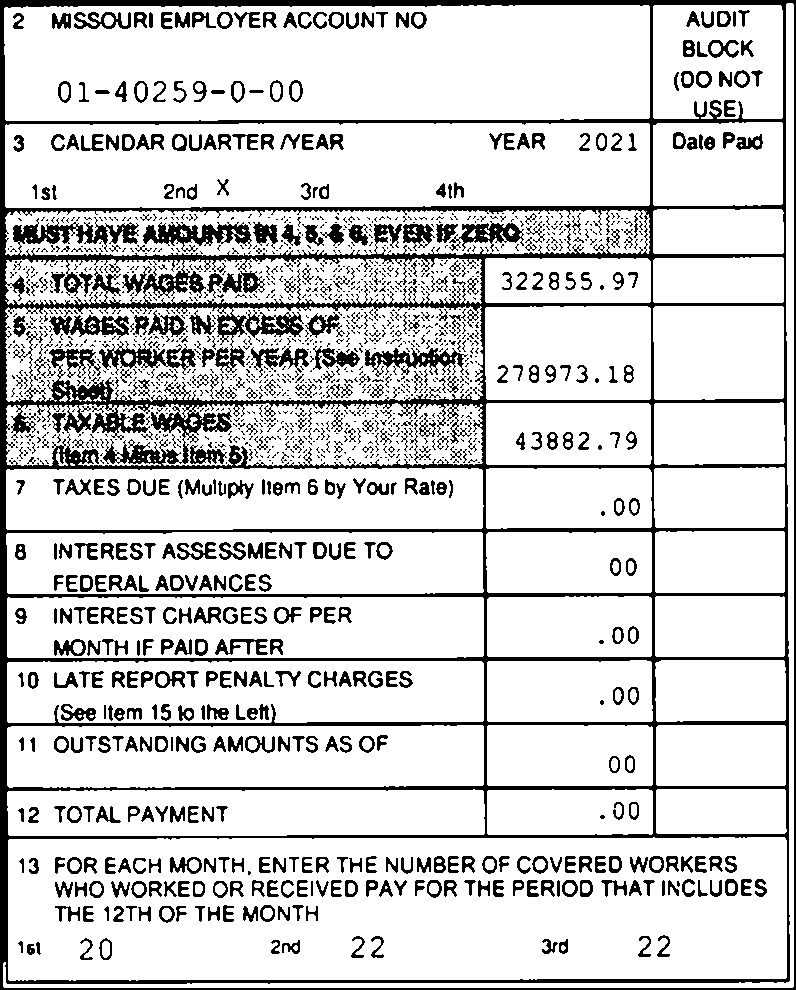 2 MISSOURI EMPLOYER ACCOUNT NO
01-40259-0-00
AUDIT
BLOCK
(DO NOT
USE)
3 CALENDAR QUARTER /YEAR YEAR 2021
Date Paid
1st 2nd X 3rd 4th
MUST HAVE AMOUNTS IN 4, 5, & 6, EVEN IF ZERO
4. TOTAL WAGES PAID 322855.97
5. WAGES PAID IN EXCESS OF
PER WORKER PER YEAR (See Instruction
Sheet) 278973.18
6. TAXABLE WAGES
(Item 4 Minus Item 5) 43882.79
7 TAXES DUE (Multiply Item 6 by Your Rate)
.00
8 INTEREST ASSESSMENT DUE TO
FEDERAL ADVANCES 00
9 INTEREST CHARGES OF PER
MONTH IF PAID AFTER .00
10 LATE REPORT PENALTY CHARGES
(See Item 15 to the Left) .00
11 OUTSTANDING AMOUNTS AS OF
00
12 TOTAL PAYMENT .00
13 FOR EACH MONTH, ENTER THE NUMBER OF COVERED WORKERS
WHO WORKED OR RECEIVED PAY FOR THE PERIOD THAT INCLUDES
THE 12TH OF THE MONTH
1st 20 2nd 22 3rd 22